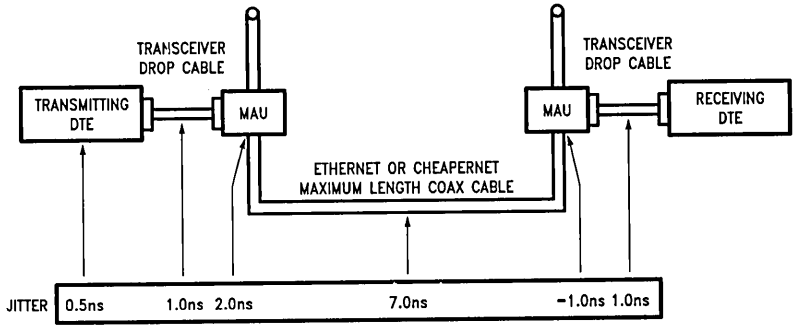 TRANSCEIVER
DROP CABLE
TRANSCEIVER
DROP CABLE
TRANSMITTING
DTE
MAU
MAU
RECEIVING
DTE
ETHERNET OR CHEAPERNET
MAXIMUM LENGTH COAX CABLE
JITTER 0.5ns 1.0ns 2.0ns 7.0ns -1.0ns 1.0ns